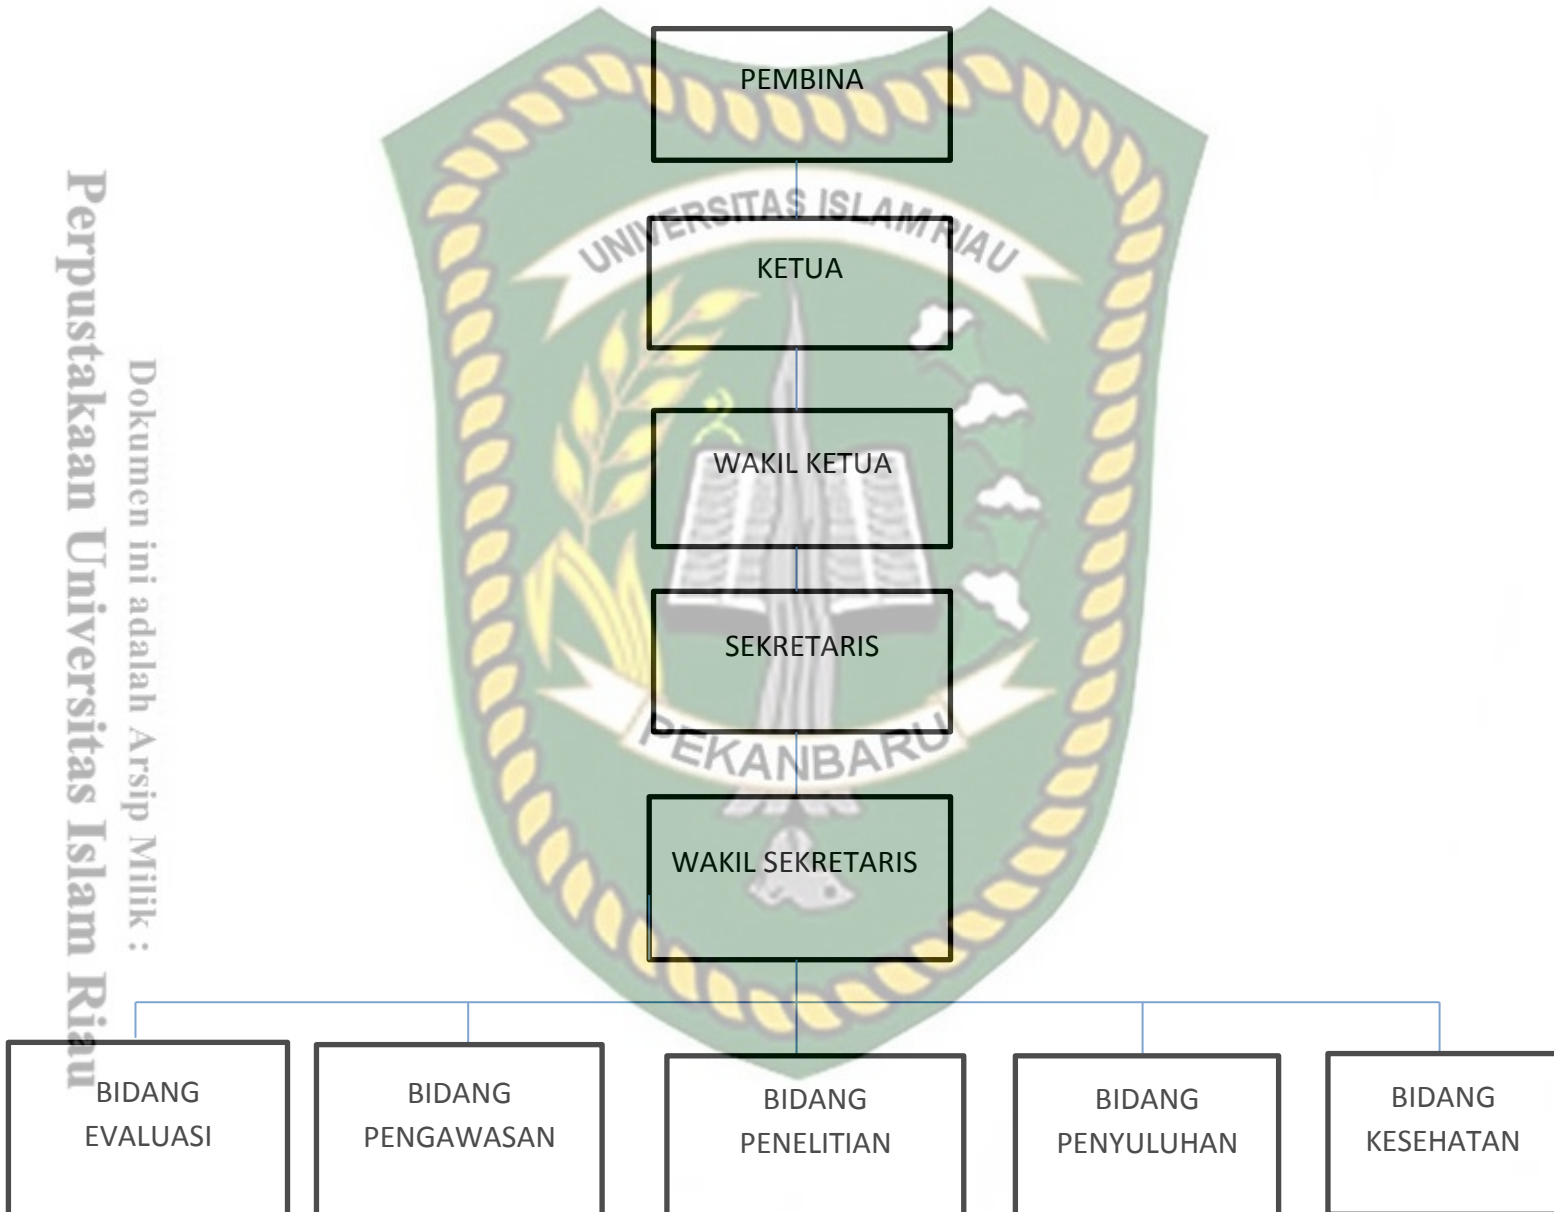 PEMBINA
UNIVERSITAS ISLAM RIAU
KETUA
WAKIL KETUA
SEKRETARIS
PEKANBARU
WAKIL SEKRETARIS
Dokumen ini adalah Arsip Milik :
Perpustakaan Universitas Islam Riau
BIDANG
EVALUASI
BIDANG
PENGAWASAN
BIDANG
PENELITIAN
BIDANG
PENYULUHAN
BIDANG
KESEHATAN